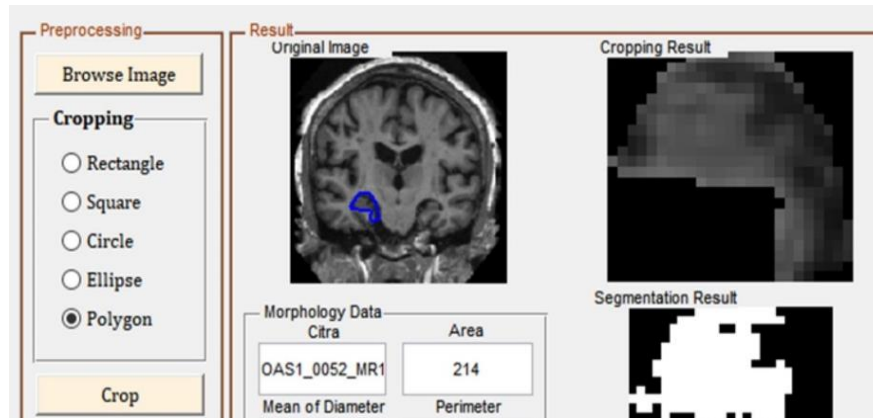 Preprocessing
Browse Image
Cropping
Rectangle
Square
Circle
Ellipse
Polygon
Crop
Result
Original Image
Cropping Result
Morphology Data
Citra
Area
OAS1_0052_MR1
214
Mean of Diameter
Perimeter
Segmentation Result